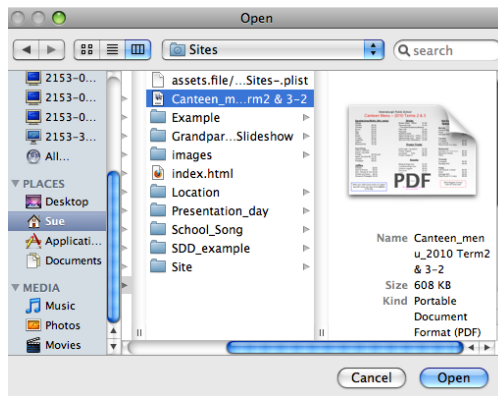 Open
Sites
search
2153-0...
2153-0...
2153-0...
2153-3...
All...
PLACES
Desktop
Sue
Applicati...
Documents
MEDIA
Music
Photos
Movies
assets.file/...Sites-.plist
Canteen_m...rm2 & 3-2
Example
Grandpar...Slideshow
images
index.html
Location
Presentation_day
School_Song
SDD_example
Site
PDF
Name Canteen_men
u_2010 Term2
& 3-2
Size 608 KB
Kind Portable
Document
Format (PDF)
Cancel
Open